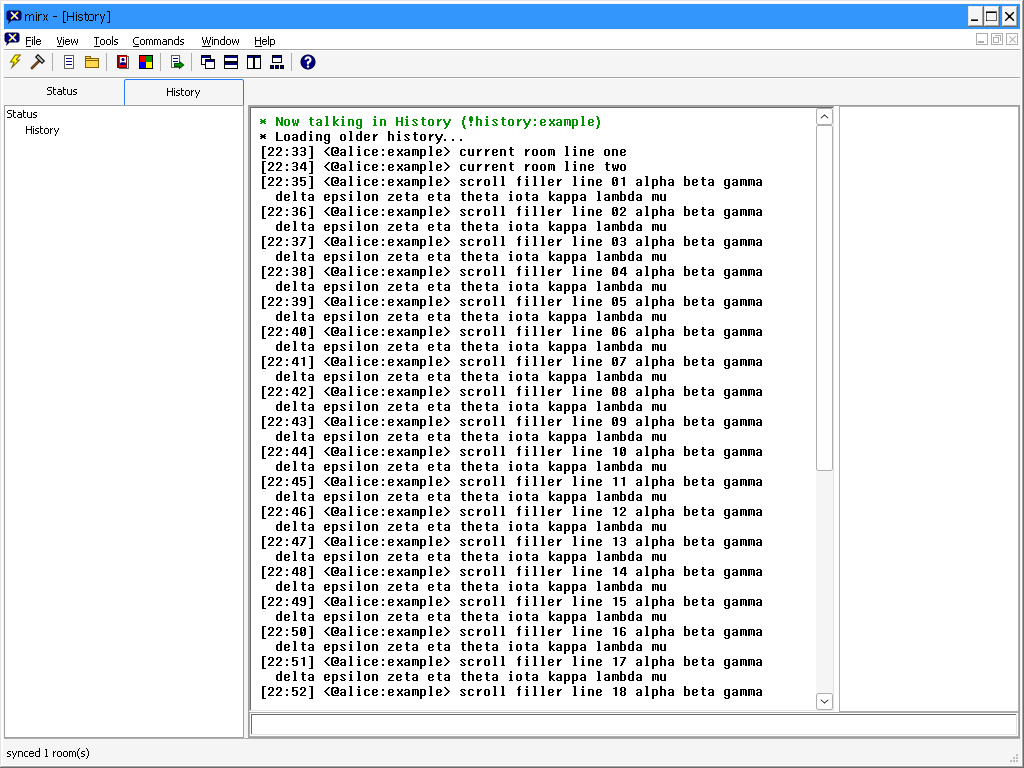 mirx - [History]
File View Tools Commands Window Help
Status History
Status
History
* Now talking in History (!history:example)
* Loading older history...
[22:33] <@alice:example> current room line one
[22:34] <@alice:example> current room line two
[22:35] <@alice:example> scroll filler line 01 alpha beta gamma
delta epsilon zeta eta theta iota kappa lambda mu
[22:36] <@alice:example> scroll filler line 02 alpha beta gamma
delta epsilon zeta eta theta iota kappa lambda mu
[22:37] <@alice:example> scroll filler line 03 alpha beta gamma
delta epsilon zeta eta theta iota kappa lambda mu
[22:38] <@alice:example> scroll filler line 04 alpha beta gamma
delta epsilon zeta eta theta iota kappa lambda mu
[22:39] <@alice:example> scroll filler line 05 alpha beta gamma
delta epsilon zeta eta theta iota kappa lambda mu
[22:40] <@alice:example> scroll filler line 06 alpha beta gamma
delta epsilon zeta eta theta iota kappa lambda mu
[22:41] <@alice:example> scroll filler line 07 alpha beta gamma
delta epsilon zeta eta theta iota kappa lambda mu
[22:42] <@alice:example> scroll filler line 08 alpha beta gamma
delta epsilon zeta eta theta iota kappa lambda mu
[22:43] <@alice:example> scroll filler line 09 alpha beta gamma
delta epsilon zeta eta theta iota kappa lambda mu
[22:44] <@alice:example> scroll filler line 10 alpha beta gamma
delta epsilon zeta eta theta iota kappa lambda mu
[22:45] <@alice:example> scroll filler line 11 alpha beta gamma
delta epsilon zeta eta theta iota kappa lambda mu
[22:46] <@alice:example> scroll filler line 12 alpha beta gamma
delta epsilon zeta eta theta iota kappa lambda mu
[22:47] <@alice:example> scroll filler line 13 alpha beta gamma
delta epsilon zeta eta theta iota kappa lambda mu
[22:48] <@alice:example> scroll filler line 14 alpha beta gamma
delta epsilon zeta eta theta iota kappa lambda mu
[22:49] <@alice:example> scroll filler line 15 alpha beta gamma
delta epsilon zeta eta theta iota kappa lambda mu
[22:50] <@alice:example> scroll filler line 16 alpha beta gamma
delta epsilon zeta eta theta iota kappa lambda mu
[22:51] <@alice:example> scroll filler line 17 alpha beta gamma
delta epsilon zeta eta theta iota kappa lambda mu
[22:52] <@alice:example> scroll filler line 18 alpha beta gamma
synced 1 room(s)